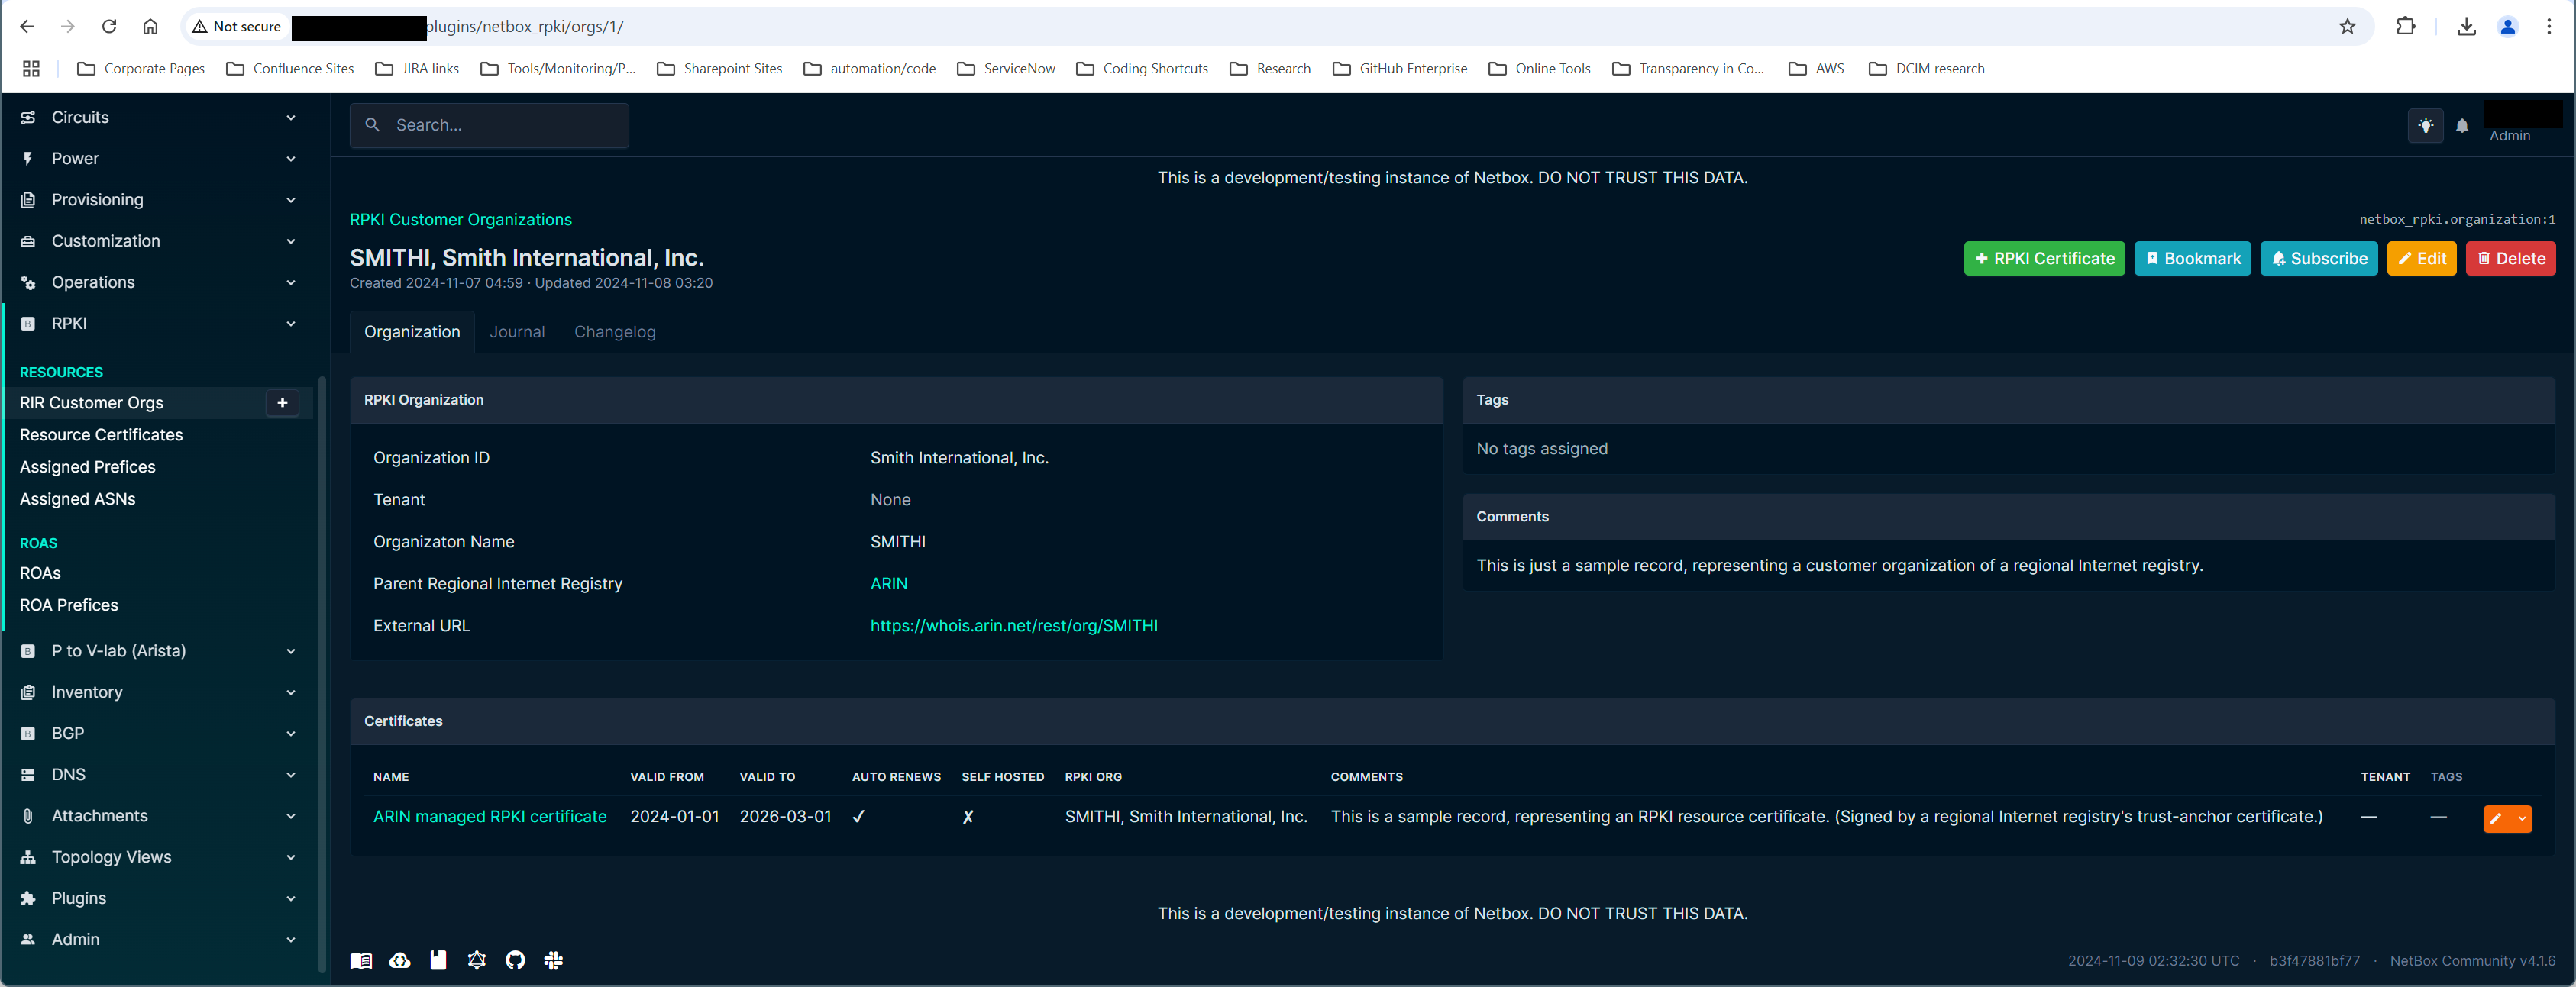 Not secure
plugins/netbox_rpki/orgs/1/
Corporate Pages
Confluence Sites
JIRA links
Tools/Monitoring/P...
Sharepoint Sites
automation/code
ServiceNow
Coding Shortcuts
Research
GitHub Enterprise
Online Tools
Transparency in Co...
AWS
DCIM research
Circuits
Power
Provisioning
Customization
Operations
RPKI
RESOURCES
RIR Customer Orgs
+
Resource Certificates
Assigned Prefices
Assigned ASNs
ROAS
ROAs
ROA Prefices
P to V-lab (Arista)
Inventory
BGP
DNS
Attachments
Topology Views
Plugins
Admin
Search...
Admin
This is a development/testing instance of Netbox. DO NOT TRUST THIS DATA.
RPKI Customer Organizations
netbox_rpki.organization:1
SMITHI, Smith International, Inc.
Created 2024-11-07 04:59 · Updated 2024-11-08 03:20
+ RPKI Certificate
Bookmark
Subscribe
Edit
Delete
Organization
Journal
Changelog
RPKI Organization
Organization ID Smith International, Inc.
Tenant None
Organizaton Name SMITHI
Parent Regional Internet Registry ARIN
External URL https://whois.arin.net/rest/org/SMITHI
Tags
No tags assigned
Comments
This is just a sample record, representing a customer organization of a regional Internet registry.
Certificates
NAME VALID FROM VALID TO AUTO RENEWS SELF HOSTED RPKI ORG COMMENTS TENANT TAGS
ARIN managed RPKI certificate 2024-01-01 2026-03-01 ✓ ✗ SMITHI, Smith International, Inc. This is a sample record, representing an RPKI resource certificate. (Signed by a regional Internet registry's trust-anchor certificate.) — —
This is a development/testing instance of Netbox. DO NOT TRUST THIS DATA.
2024-11-09 02:32:30 UTC · b3f47881bf77 · NetBox Community v4.1.6